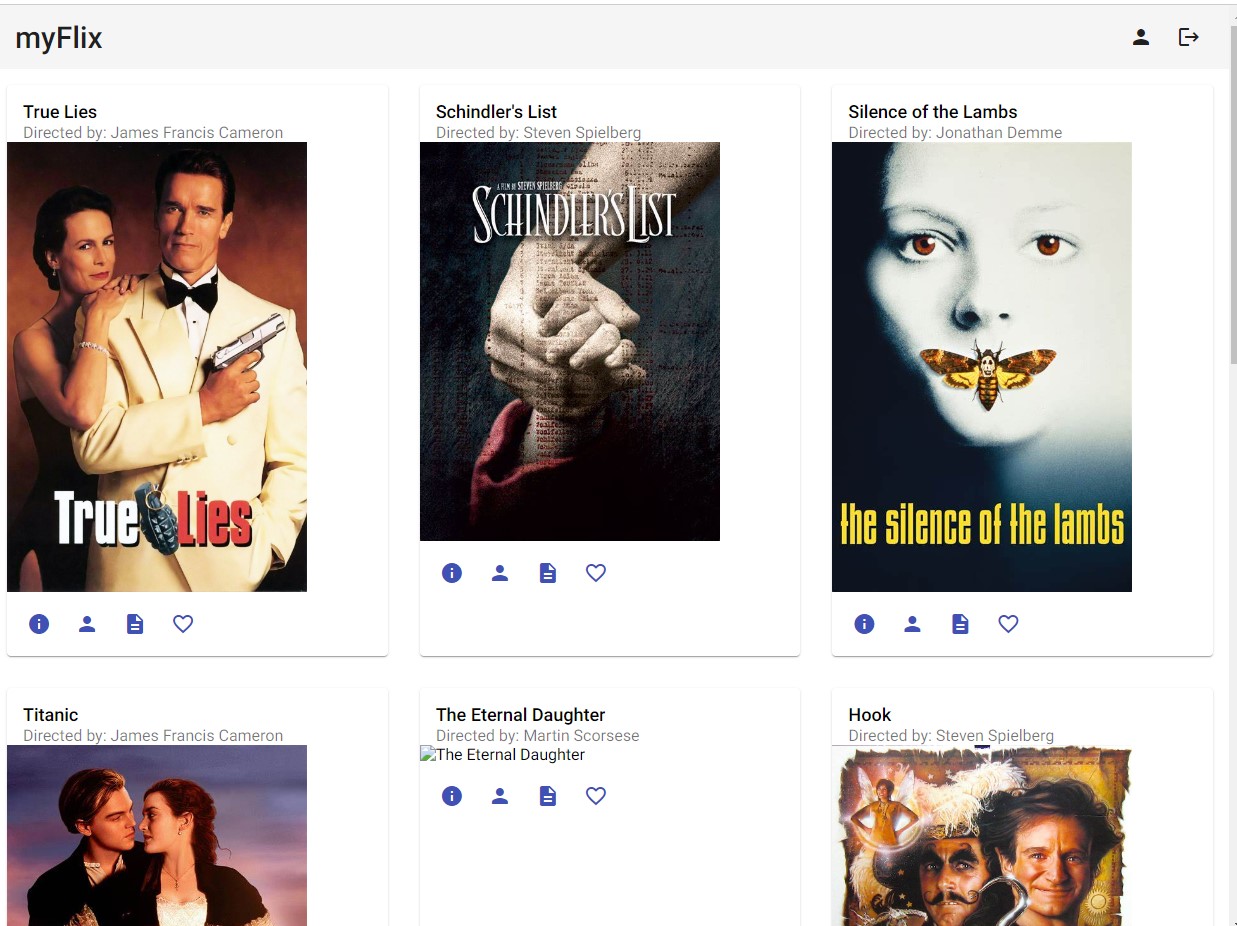 myFlix
True Lies
Directed by: James Francis Cameron
True Lies
Schindler's List
Directed by: Steven Spielberg
A FILM BY STEVEN SPIELBERG
SCHINDLER'S LIST
Silence of the Lambs
Directed by: Jonathan Demme
the silence of the lambs
Titanic
Directed by: James Francis Cameron
The Eternal Daughter
Directed by: Martin Scorsese
The Eternal Daughter
Hook
Directed by: Steven Spielberg